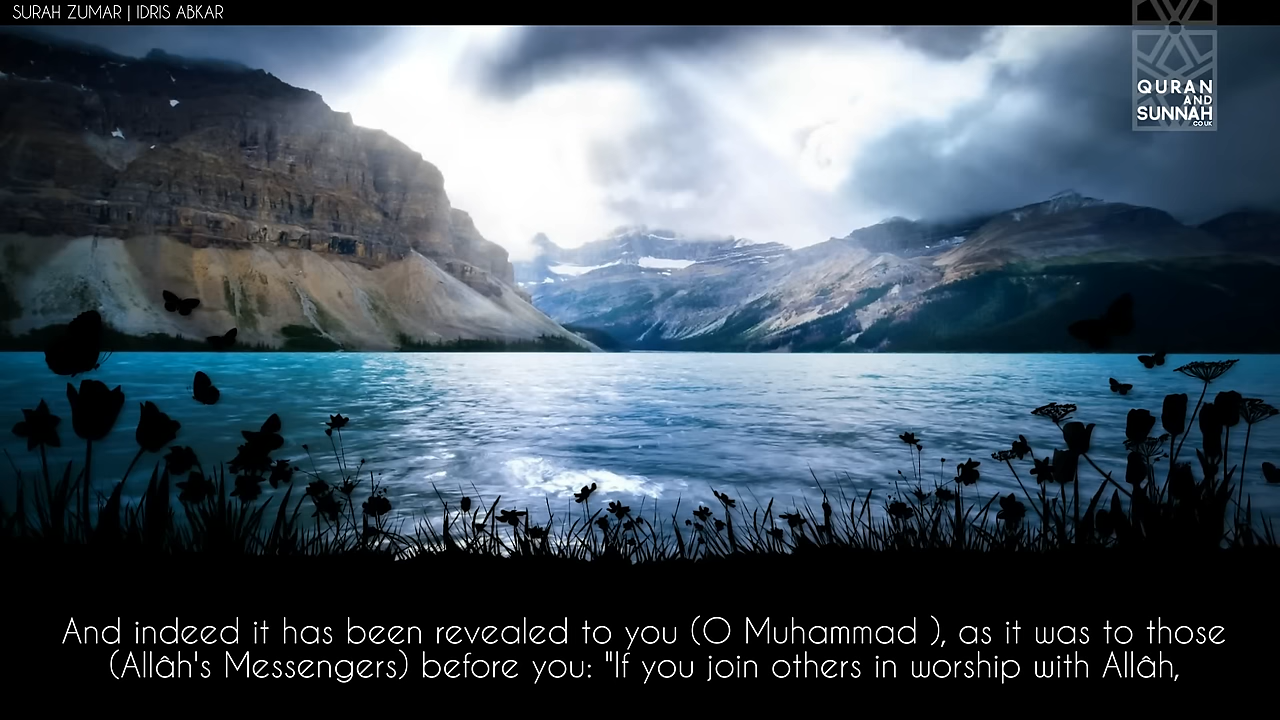 SURAH ZUMAR | IDRIS ABKAR
QURAN
AND
SUNNAH
.CO.UK
And indeed it has been revealed to you (O Muhammad ), as it was to those
(Allâh's Messengers) before you: "If you join others in worship with Allâh,